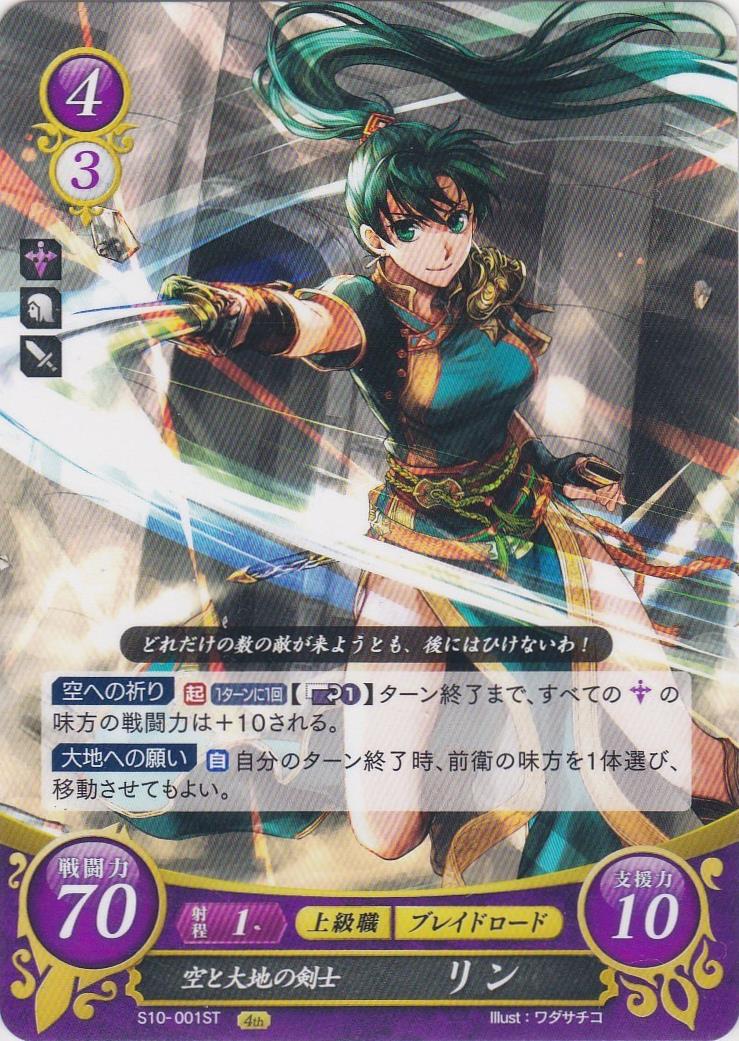 4
3
どれだけの数の敵が来ようとも、後にはひけないわ！
空への祈り 起 1ターンに1回【1】ターン終了まで、すべての の
味方の戦闘力は＋10される。
大地への願い 自 自分のターン終了時、前衛の味方を1体選び、
移動させてもよい。
戦闘力
70
射程 1
上級職 ブレイドロード
支援力
10
空と大地の剣士 リン
S10-001ST 4th Illust：ワダサチコ